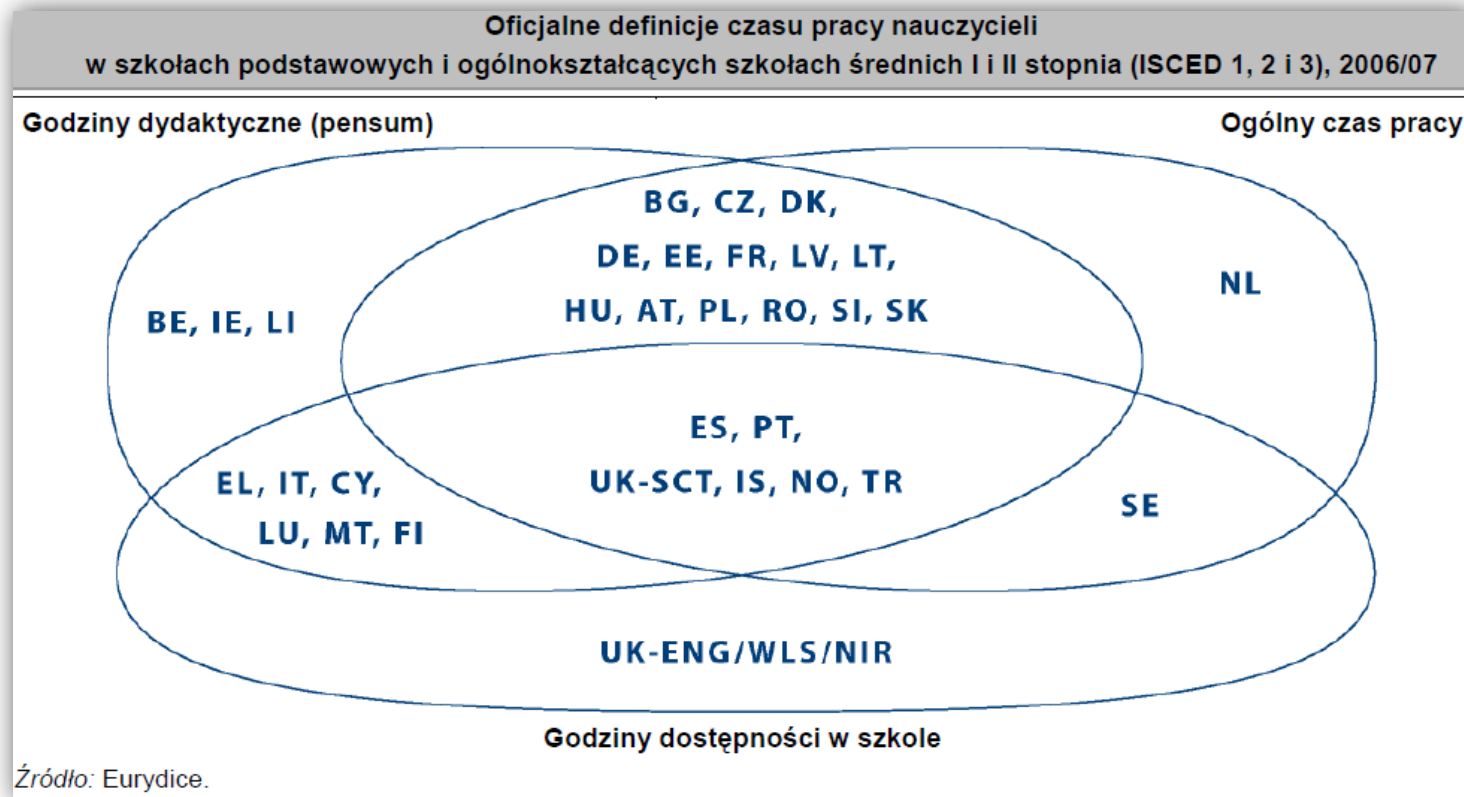 Oficjalne definicje czasu pracy nauczycieli
w szkołach podstawowych i ogólnokształcących szkołach średnich I i II stopnia (ISCED 1, 2 i 3), 2006/07
Godziny dydaktyczne (pensum)
Ogólny czas pracy
BG, CZ, DK,
DE, EE, FR, LV, LT,
HU, AT, PL, RO, SI, SK
NL
BE, IE, LI
ES, PT,
UK-SCT, IS, NO, TR
EL, IT, CY,
LU, MT, FI
SE
UK-ENG/WLS/NIR
Godziny dostępności w szkole
Źródło: Eurydice.